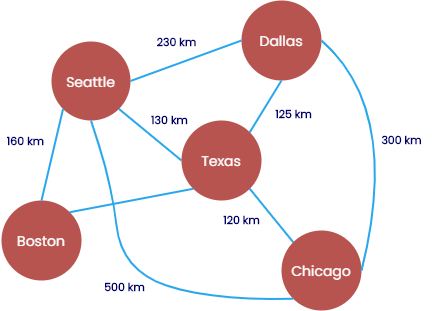 Dallas
230 km
Seattle
130 km
125 km
300 km
160 km
Texas
120 km
Boston
Chicago
500 km